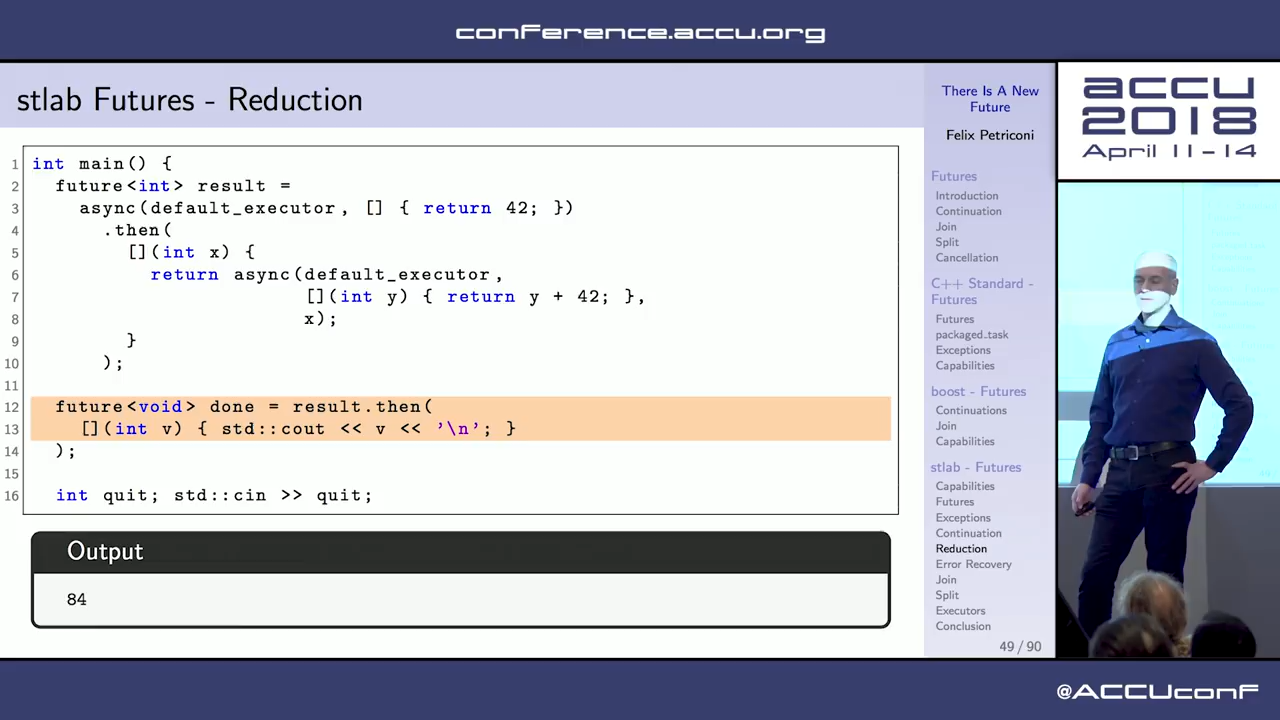 conference.accu.org
stlab Futures - Reduction
1 int main() {
2 future<int> result =
3 async(default_executor, [] { return 42; })
4 .then(
5 [](int x) {
6 return async(default_executor,
7 [](int y) { return y + 42; },
8 x);
9 }
10 );
11
12 future<void> done = result.then(
13 [](int v) { std::cout << v << '\n'; }
14 );
15
16 int quit; std::cin >> quit;
Output
84
There Is A New
Future
Felix Petriconi
Futures
Introduction
Continuation
Join
Split
Cancellation
C++ Standard -
Futures
Futures
packaged_task
Exceptions
Capabilities
boost - Futures
Continuations
Join
Capabilities
stlab - Futures
Capabilities
Futures
Exceptions
Continuation
Reduction
Error Recovery
Join
Split
Executors
Conclusion
49 / 90
accu
2018
April 11-14
@ACCUconf